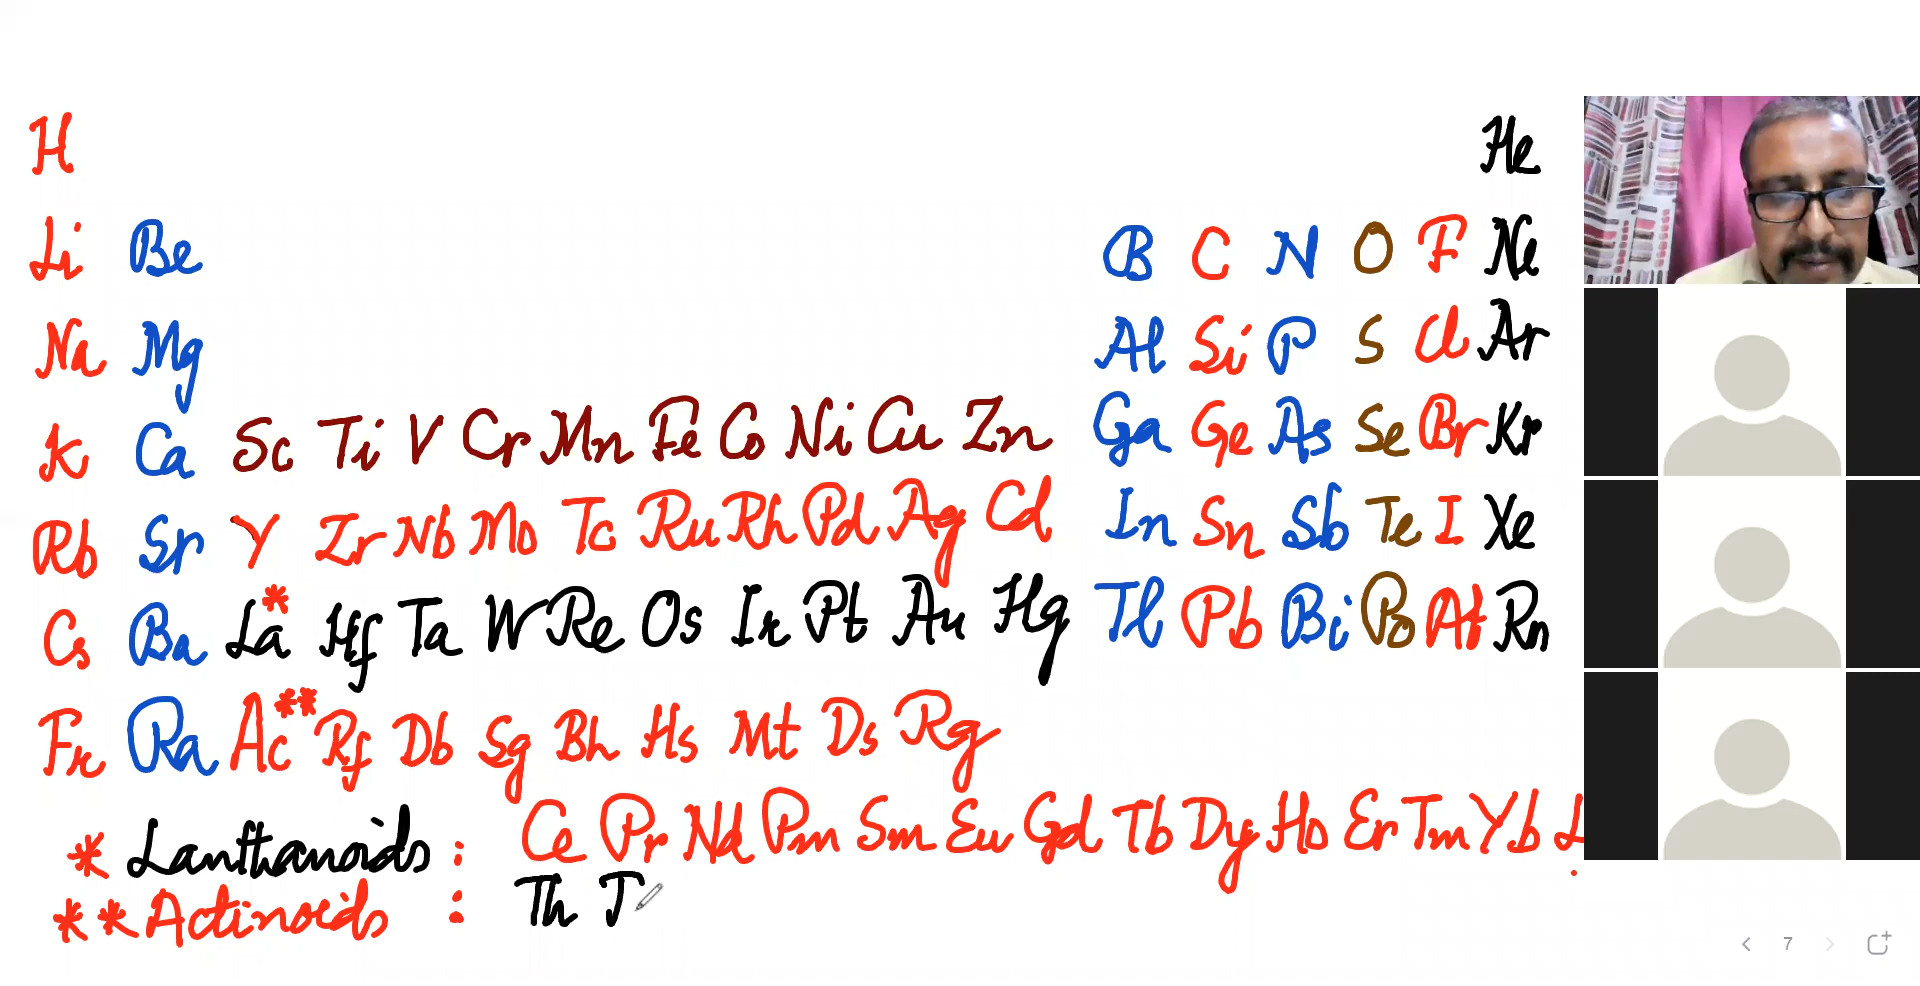 H He
Li Be B C N O F Ne
Na Mg Al Si P S Cl Ar
K Ca Sc Ti V Cr Mn Fe Co Ni Cu Zn Ga Ge As Se Br Kr
Rb Sr Y Zr Nb Mo Tc Ru Rh Pd Ag Cd In Sn Sb Te I Xe
Cs Ba La* Hf Ta W Re Os Ir Pt Au Hg Tl Pb Bi Po At Rn
Fr Ra Ac** Rf Db Sg Bh Hs Mt Ds Rg
* Lanthanoids : Ce Pr Nd Pm Sm Eu Gd Tb Dy Ho Er Tm Yb L
** Actinoids : Th
7